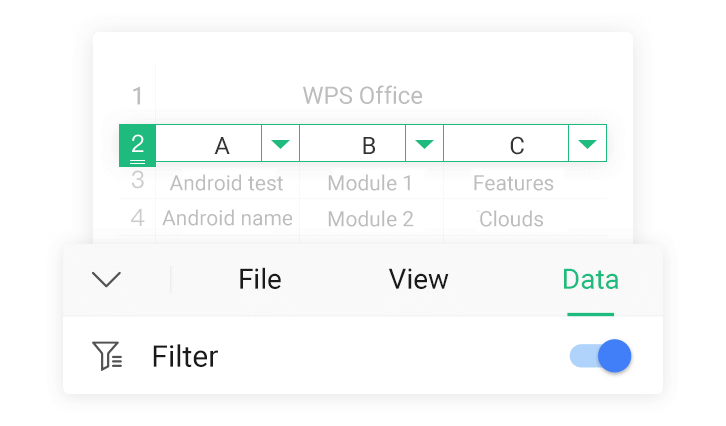 1 WPS Office
2 A B C
3 Android test Module 1 Features
4 Android name Module 2 Clouds
File View Data
Filter